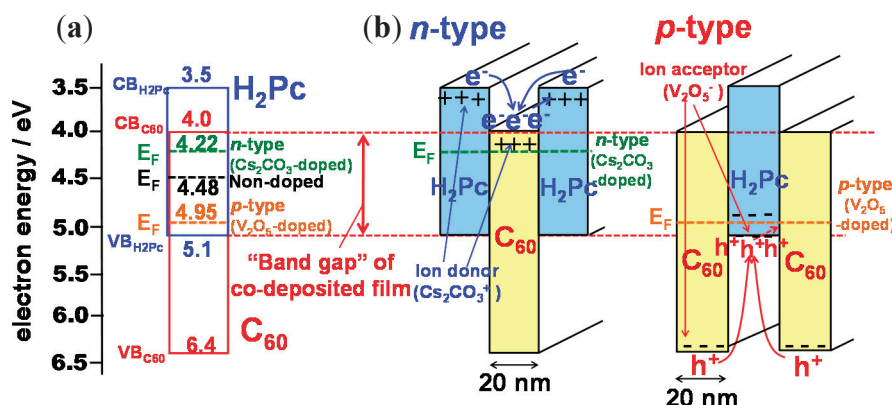 (a)
(b) n-type
p-type
electron energy / eV
3.5
4.0
4.5
5.0
5.5
6.0
6.5
CB_H2Pc
3.5
H2Pc
CB_C60
4.0
E_F
4.22
n-type
(Cs2CO3-doped)
E_F
4.48
Non-doped
E_F
4.95
p-type
(V2O5-doped)
VB_H2Pc
5.1
"Band gap" of
co-deposited film
VB_C60
6.4
C60
e-
e-
+++
+++
e-e-e-
+++
E_F
n-type
(Cs2CO3
-doped)
H2Pc
H2Pc
C60
Ion donor
(Cs2CO3+)
20 nm
Ion acceptor
(V2O5-)
H2Pc
E_F
p-type
(V2O5
-doped)
h+h+h+
C60
C60
h+
h+
20 nm